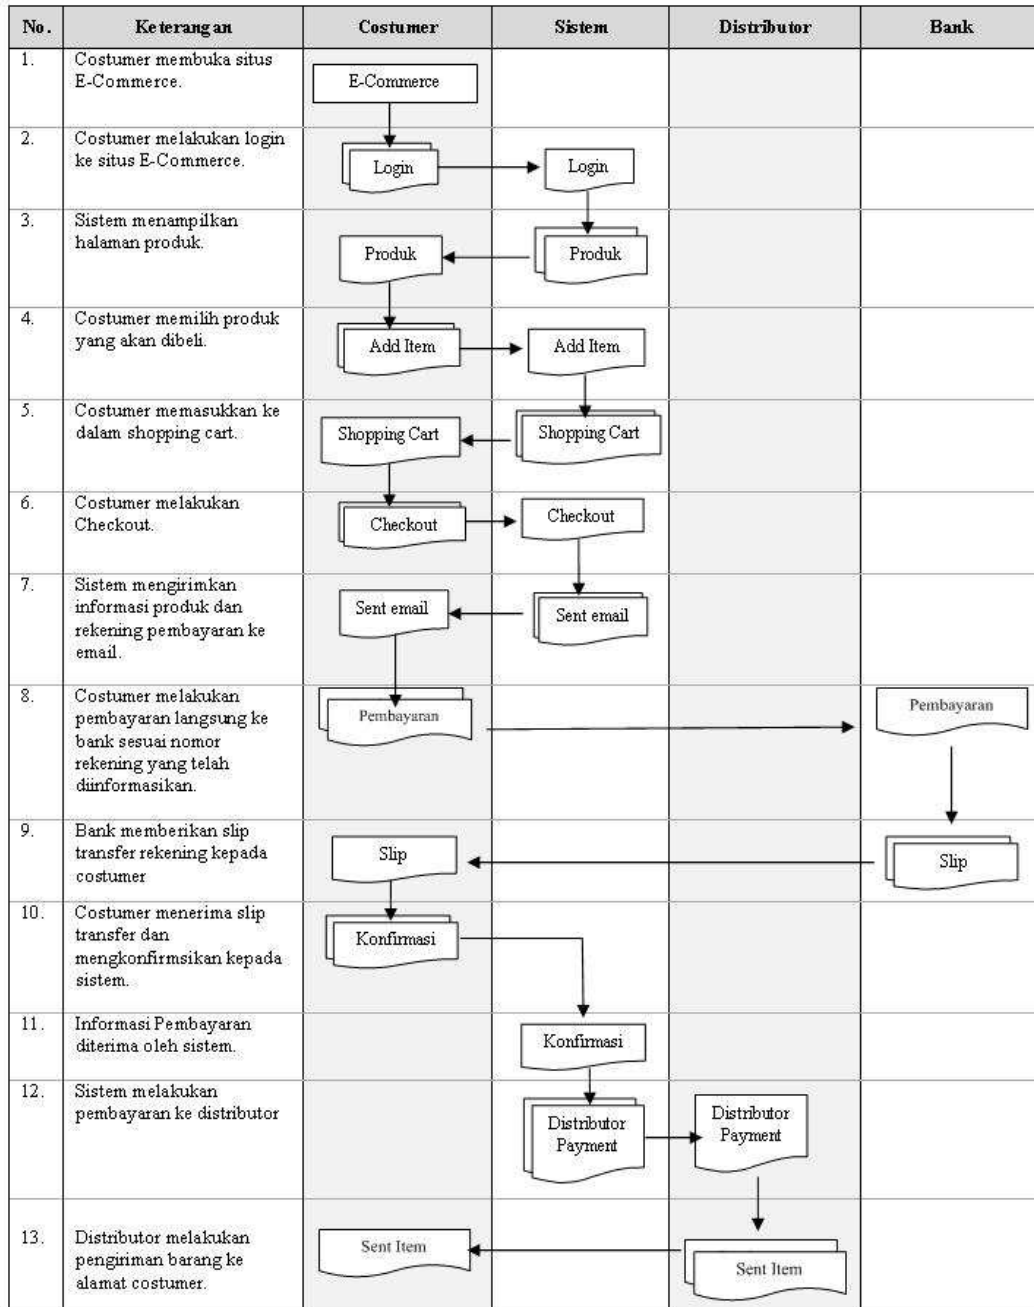 No. Keterangan Costumer Sistem Distributor Bank
1. Costumer membuka situs
E-Commerce.
E-Commerce
2. Costumer melakukan login
ke situs E-Commerce.
Login Login
3. Sistem menampilkan
halaman produk.
Produk Produk
4. Costumer memilih produk
yang akan dibeli.
Add Item Add Item
5. Costumer memasukkan ke
dalam shopping cart.
Shopping Cart Shopping Cart
6. Costumer melakukan
Checkout.
Checkout Checkout
7. Sistem mengirimkan
informasi produk dan
rekening pembayaran ke
email.
Sent email Sent email
8. Costumer melakukan
pembayaran langsung ke
bank sesuai nomor
rekening yang telah
diinformasikan.
Pembayaran Pembayaran
9. Bank memberikan slip
transfer rekening kepada
costumer
Slip Slip
10. Costumer menerima slip
transfer dan
mengkonfirmsikan kepada
sistem.
Konfirmasi
11. Informasi Pembayaran
diterima oleh sistem.
Konfirmasi
12. Sistem melakukan
pembayaran ke distributor
Distributor
Payment
Distributor
Payment
13. Distributor melakukan
pengiriman barang ke
alamat costumer.
Sent Item Sent Item